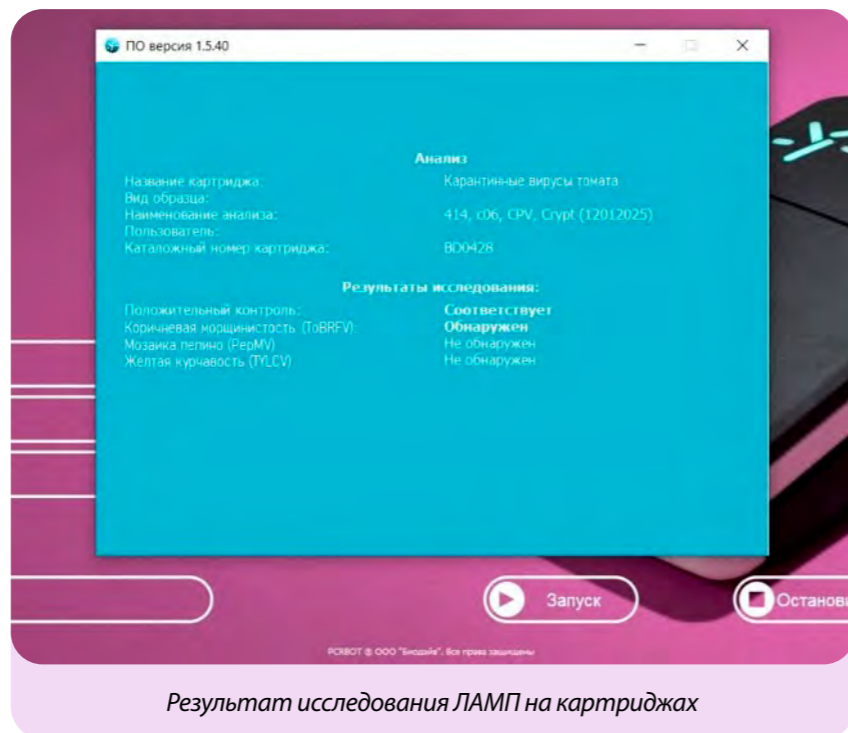 ПО версия 1.5.40
Анализ
Название картриджа: Карантинные вирусы томата
Вид образца:
Наименование анализа: 414, c06, CPV, Crypt (12012025)
Пользователь:
Каталожный номер картриджа: BD0428
Результаты исследования:
Положительный контроль: Соответствует
Коричневая морщинистость (ToBRFV): Обнаружен
Мозаика пепино (PepMV) Не обнаружен
Желтая курчавость (TYLCV) Не обнаружен
Запуск
Останови
PCRBOT ® ООО "Биодайв". Все права защищены
Результат исследования ЛАМП на картриджах